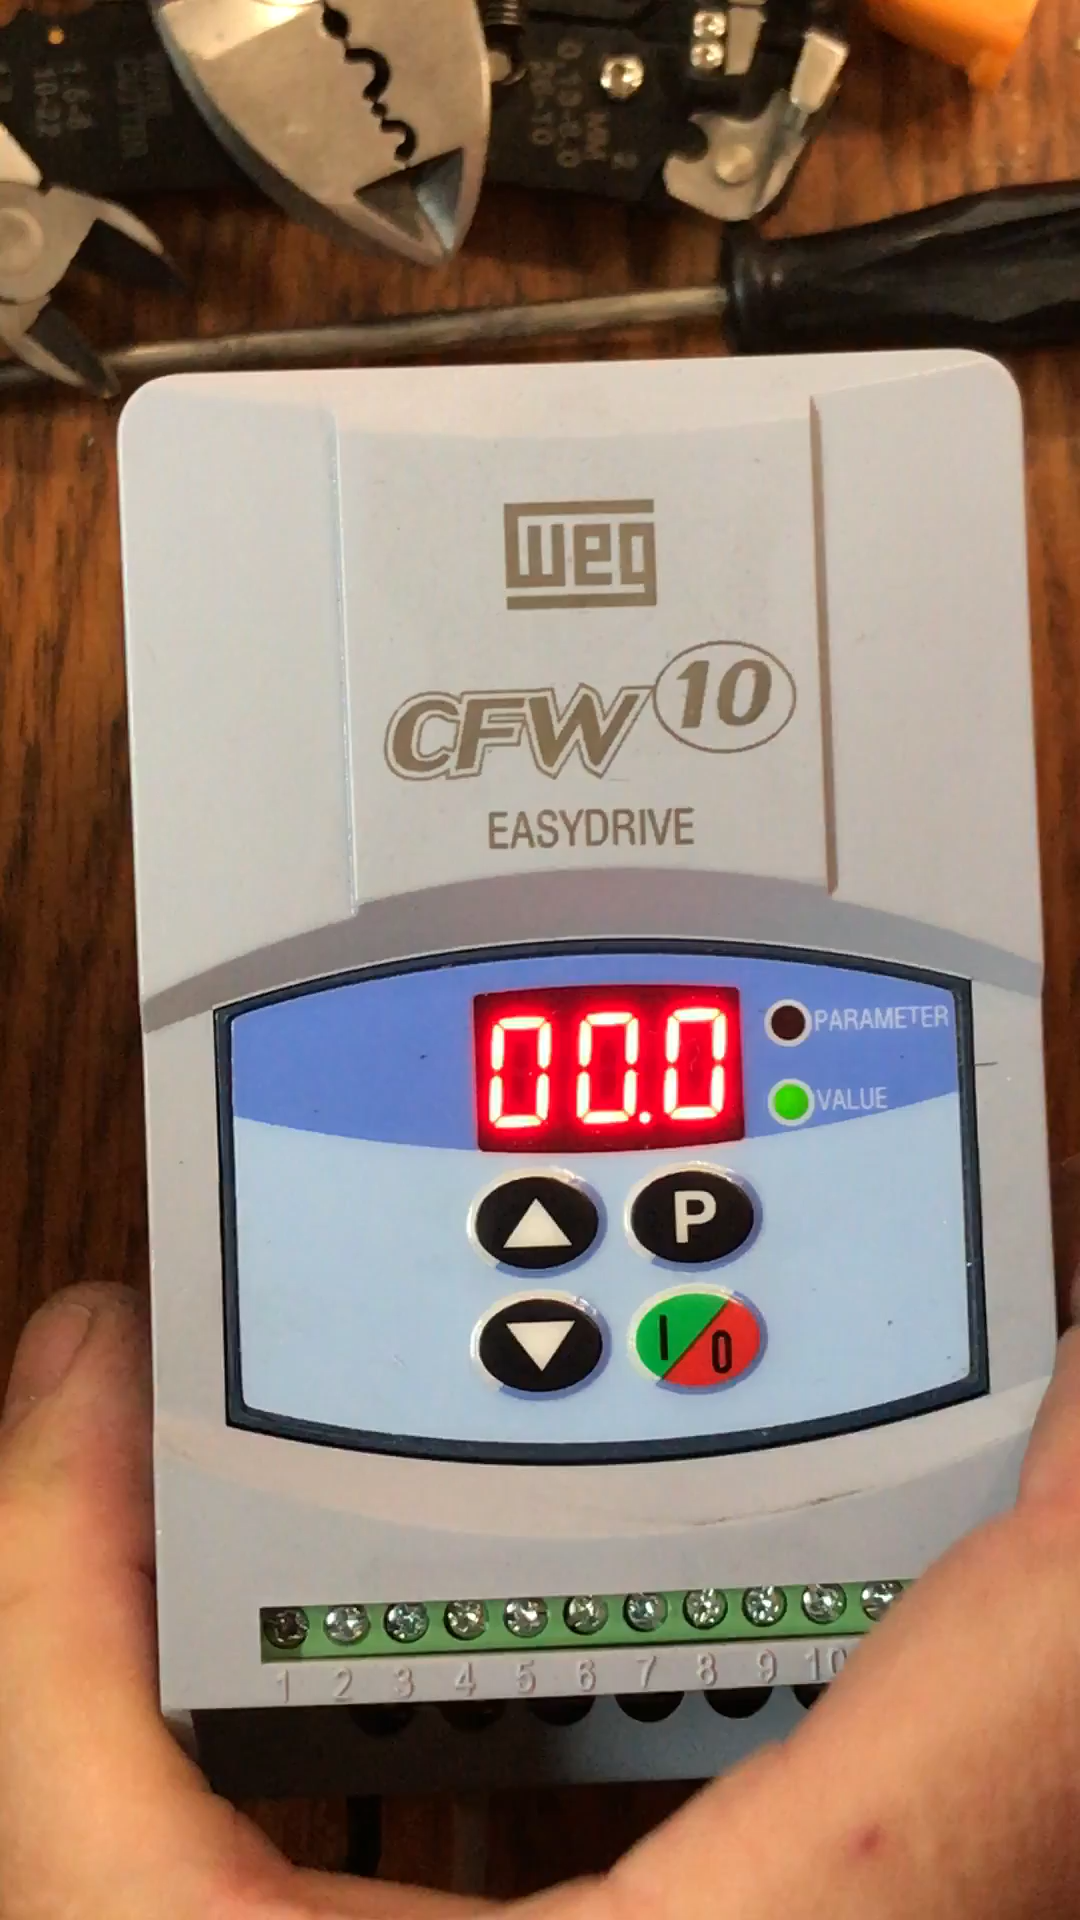 weg
CFW 10
EASYDRIVE
00.0
PARAMETER
VALUE
P
I 0
1 2 3 4 5 6 7 8 9 10